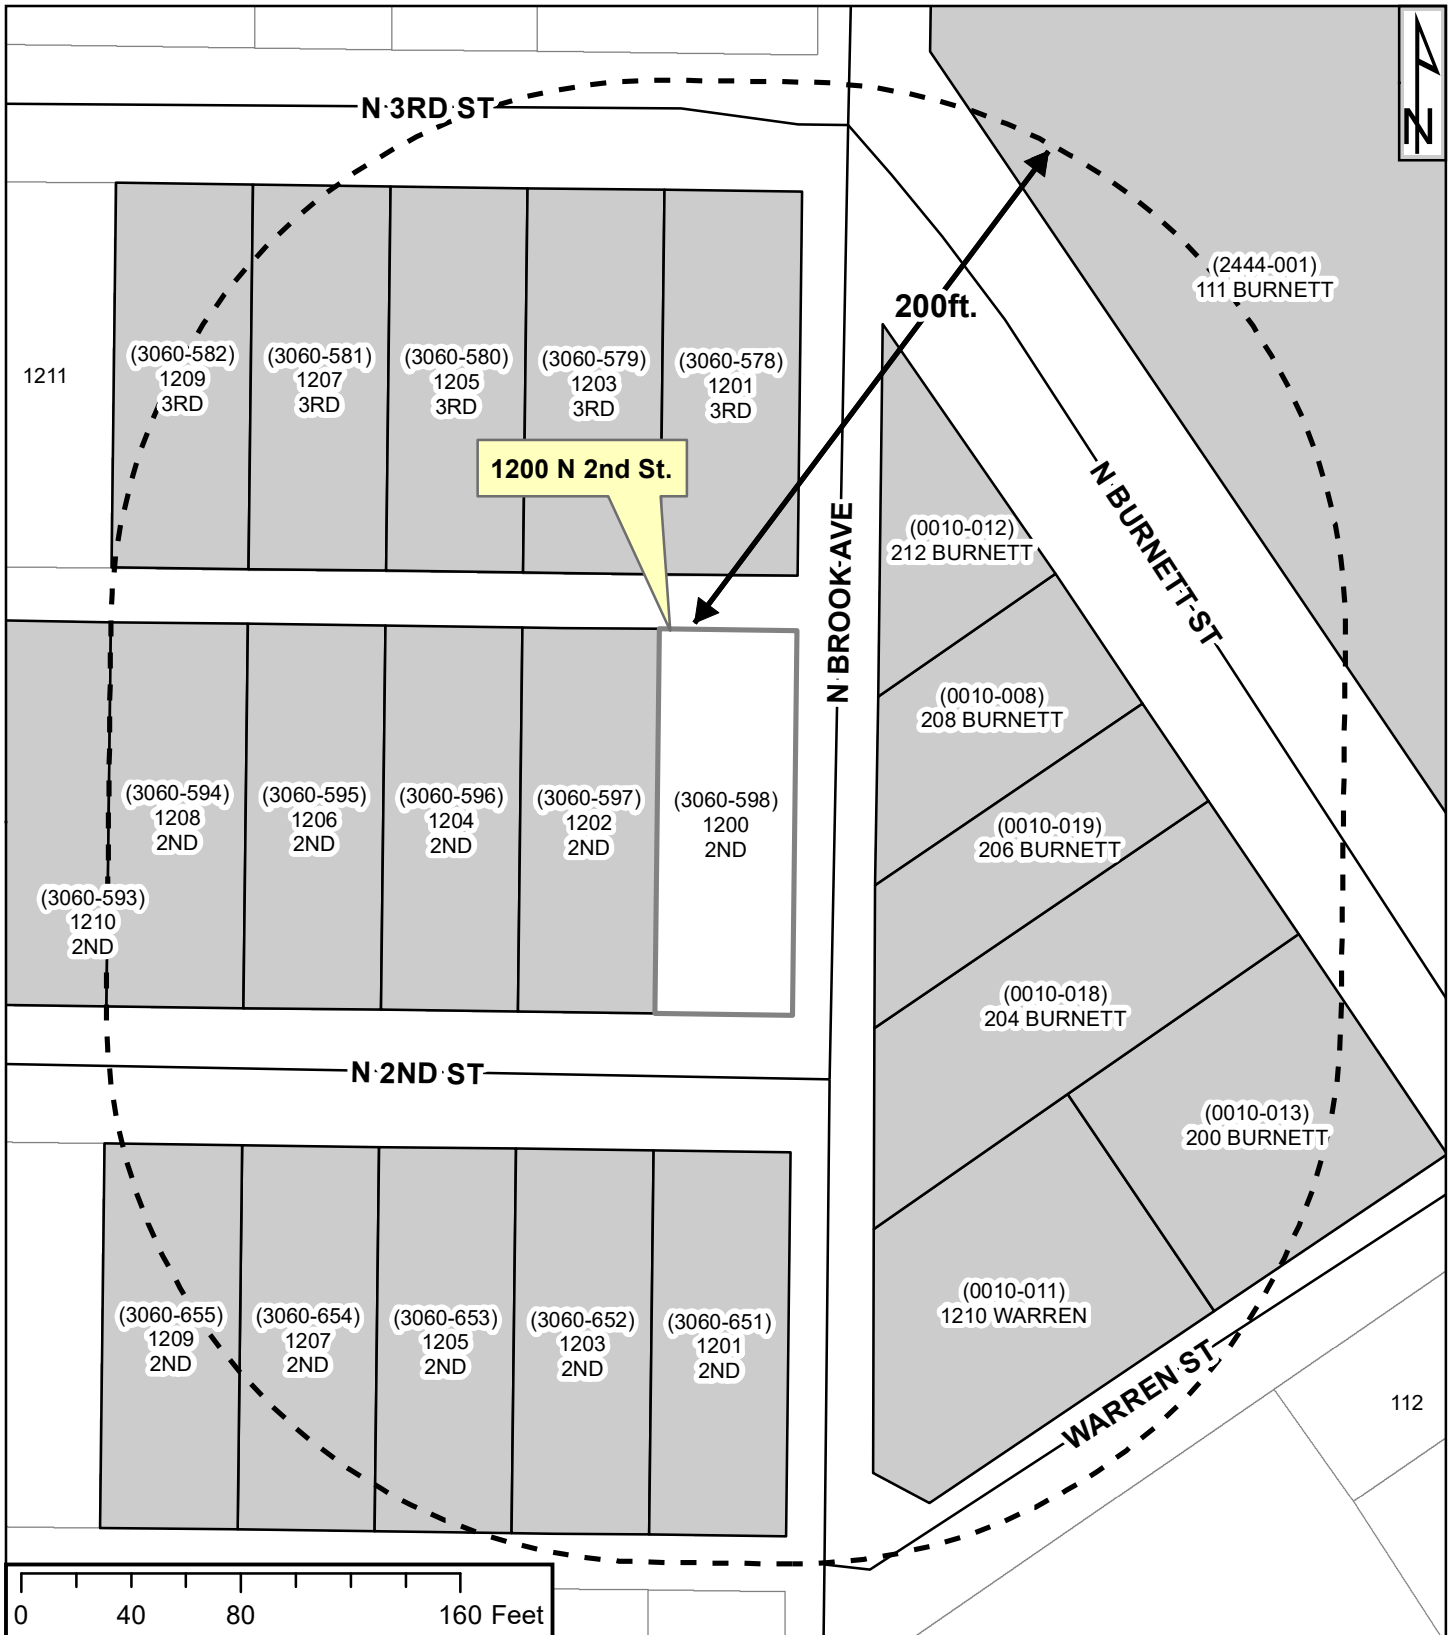 N
N 3RD ST
(2444-001)
111 BURNETT
200ft.
1211
(3060-582)
1209
3RD
(3060-581)
1207
3RD
(3060-580)
1205
3RD
(3060-579)
1203
3RD
(3060-578)
1201
3RD
1200 N 2nd St.
N BROOK AVE
N BURNETT ST
(0010-012)
212 BURNETT
(0010-008)
208 BURNETT
(3060-593)
1210
2ND
(3060-594)
1208
2ND
(3060-595)
1206
2ND
(3060-596)
1204
2ND
(3060-597)
1202
2ND
(3060-598)
1200
2ND
(0010-019)
206 BURNETT
(0010-018)
204 BURNETT
N 2ND ST
(0010-013)
200 BURNETT
(3060-655)
1209
2ND
(3060-654)
1207
2ND
(3060-653)
1205
2ND
(3060-652)
1203
2ND
(3060-651)
1201
2ND
(0010-011)
1210 WARREN
WARREN ST
112
0 40 80 160 Feet